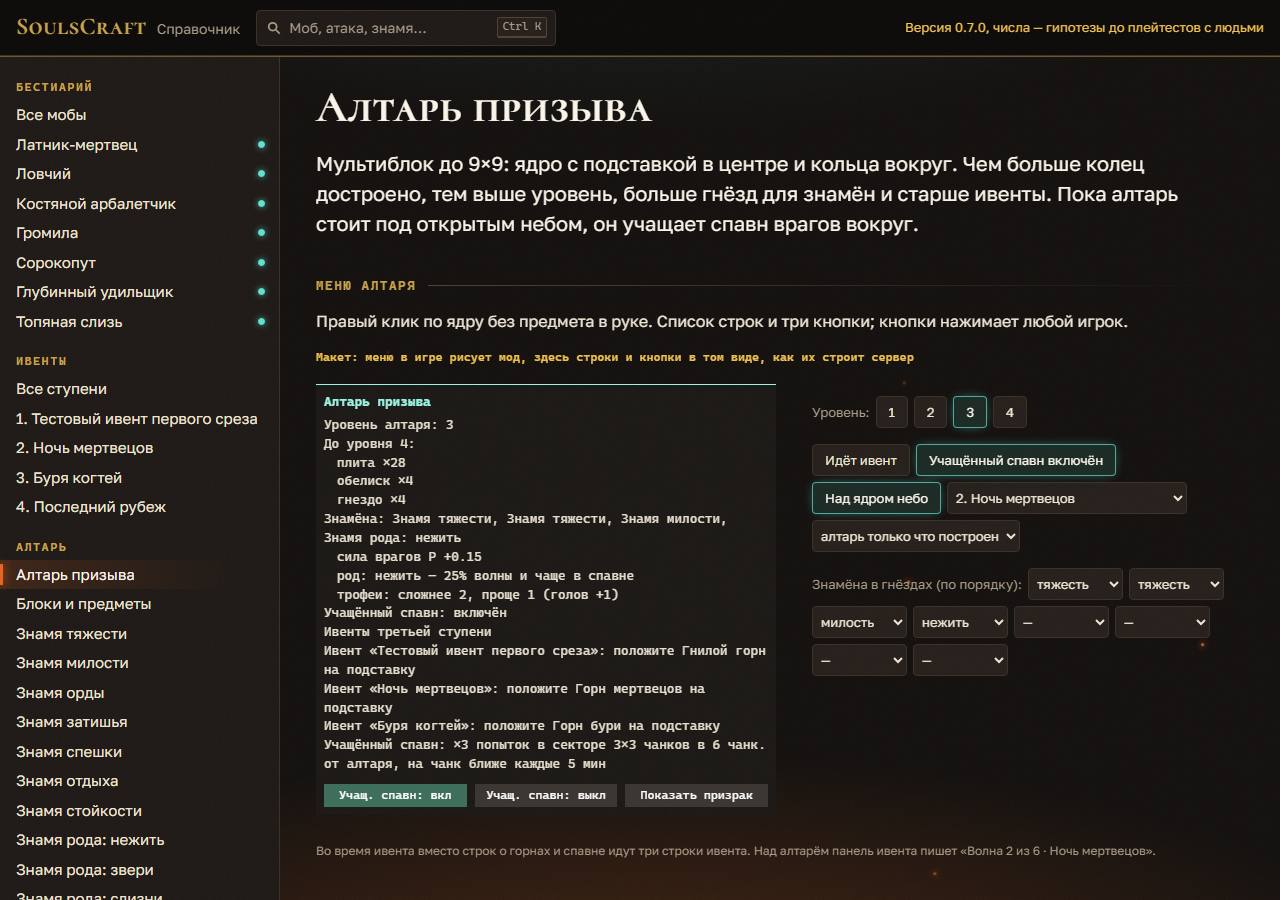 SoulsCraft Справочник
Моб, атака, знамя...
Ctrl K
Версия 0.7.0, числа — гипотезы до плейтестов с людьми
БЕСТИАРИЙ
Все мобы
Латник-мертвец
Ловчий
Костяной арбалетчик
Громила
Сорокопут
Глубинный удильщик
Топяная слизь
ИВЕНТЫ
Все ступени
1. Тестовый ивент первого среза
2. Ночь мертвецов
3. Буря когтей
4. Последний рубеж
АЛТАРЬ
Алтарь призыва
Блоки и предметы
Знамя тяжести
Знамя милости
Знамя орды
Знамя затишья
Знамя спешки
Знамя отдыха
Знамя стойкости
Знамя рода: нежить
Знамя рода: звери
Знамя рода: слизни
Алтарь призыва
Мультиблок до 9×9: ядро с подставкой в центре и кольца вокруг. Чем больше колец
достроено, тем выше уровень, больше гнёзд для знамён и старше ивенты. Пока алтарь
стоит под открытым небом, он учащает спавн врагов вокруг.
МЕНЮ АЛТАРЯ
Правый клик по ядру без предмета в руке. Список строк и три кнопки; кнопки нажимает любой игрок.
Макет: меню в игре рисует мод, здесь строки и кнопки в том виде, как их строит сервер
Алтарь призыва
Уровень алтаря: 3
До уровня 4:
плита ×28
обелиск ×4
гнездо ×4
Знамёна: Знамя тяжести, Знамя тяжести, Знамя милости,
Знамя рода: нежить
сила врагов P +0.15
род: нежить — 25% волны и чаще в спавне
трофеи: сложнее 2, проще 1 (голов +1)
Учащённый спавн: включён
Ивенты третьей ступени
Ивент «Тестовый ивент первого среза»: положите Гнилой горн
на подставку
Ивент «Ночь мертвецов»: положите Горн мертвецов на
подставку
Ивент «Буря когтей»: положите Горн бури на подставку
Учащённый спавн: ×3 попыток в секторе 3×3 чанков в 6 чанк.
от алтаря, на чанк ближе каждые 5 мин
Учащ. спавн: вкл
Учащ. спавн: выкл
Показать призрак
Уровень: 1 2 3 4
Идёт ивент
Учащённый спавн включён
Над ядром небо
2. Ночь мертвецов
алтарь только что построен
Знамёна в гнёздах (по порядку): тяжесть тяжесть
милость нежить — —
— —
Во время ивента вместо строк о горнах и спавне идут три строки ивента. Над алтарём панель ивента пишет «Волна 2 из 6 · Ночь мертвецов».